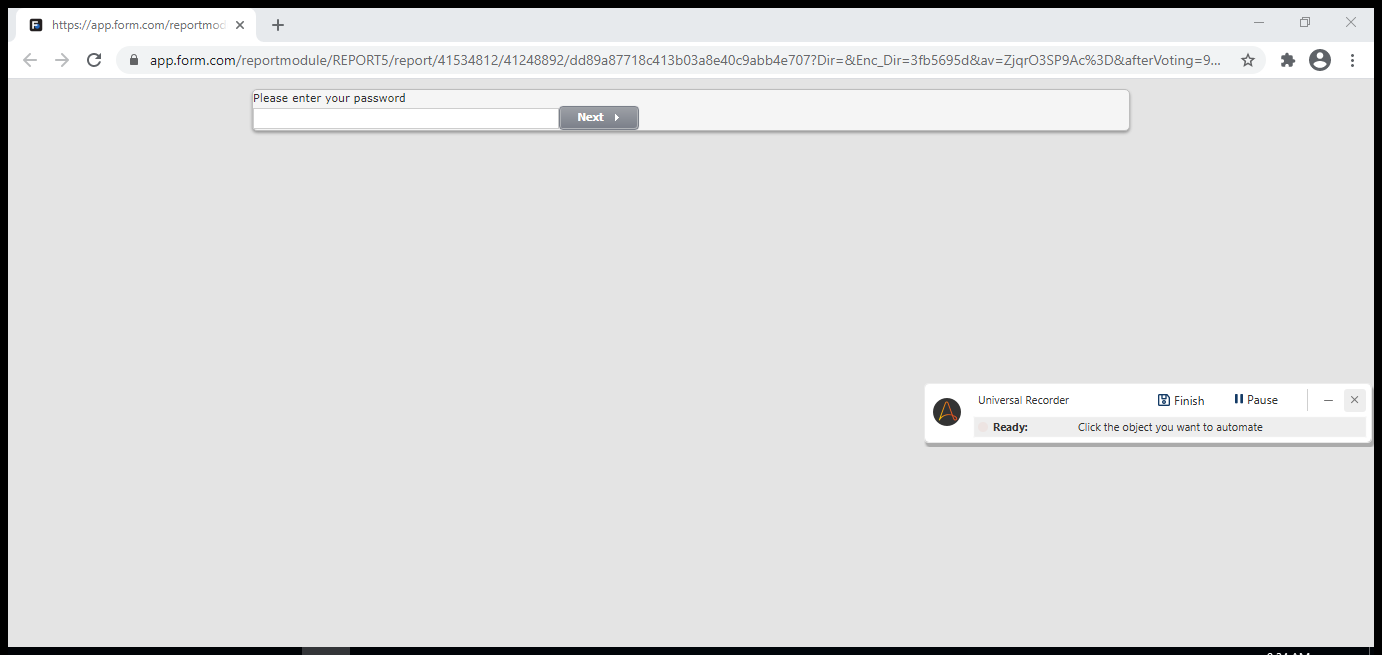 https://app.form.com/reportmod
app.form.com/reportmodule/REPORT5/report/41534812/41248892/dd89a87718c413b03a8e40c9abb4e707?Dir=&Enc_Dir=3fb5695d&av=ZjqrO3SP9Ac%3D&afterVoting=9...
Please enter your password
Next
Universal Recorder Finish Pause
Ready: Click the object you want to automate